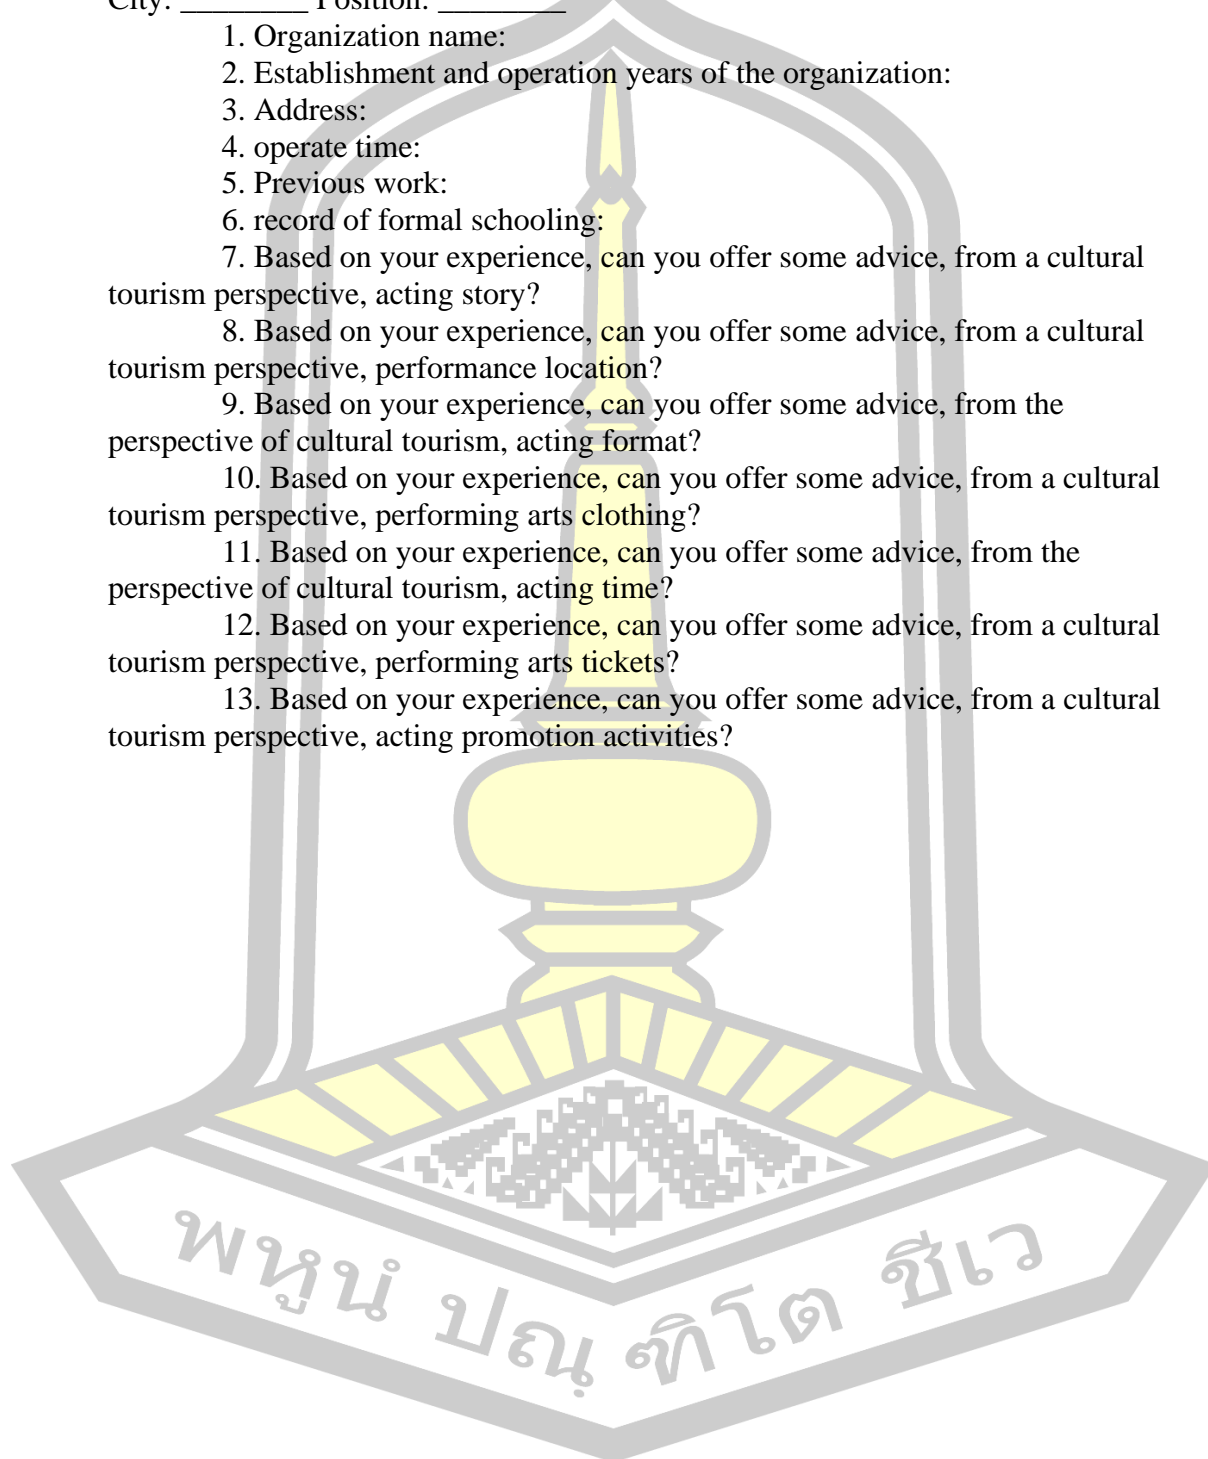 City: ________ Position: ________
1. Organization name:
2. Establishment and operation years of the organization:
3. Address:
4. operate time:
5. Previous work:
6. record of formal schooling:
7. Based on your experience, can you offer some advice, from a cultural
tourism perspective, acting story?
8. Based on your experience, can you offer some advice, from a cultural
tourism perspective, performance location?
9. Based on your experience, can you offer some advice, from the
perspective of cultural tourism, acting format?
10. Based on your experience, can you offer some advice, from a cultural
tourism perspective, performing arts clothing?
11. Based on your experience, can you offer some advice, from the
perspective of cultural tourism, acting time?
12. Based on your experience, can you offer some advice, from a cultural
tourism perspective, performing arts tickets?
13. Based on your experience, can you offer some advice, from a cultural
tourism perspective, acting promotion activities?
พหูนํ ปณฺฑิโต ชีเว